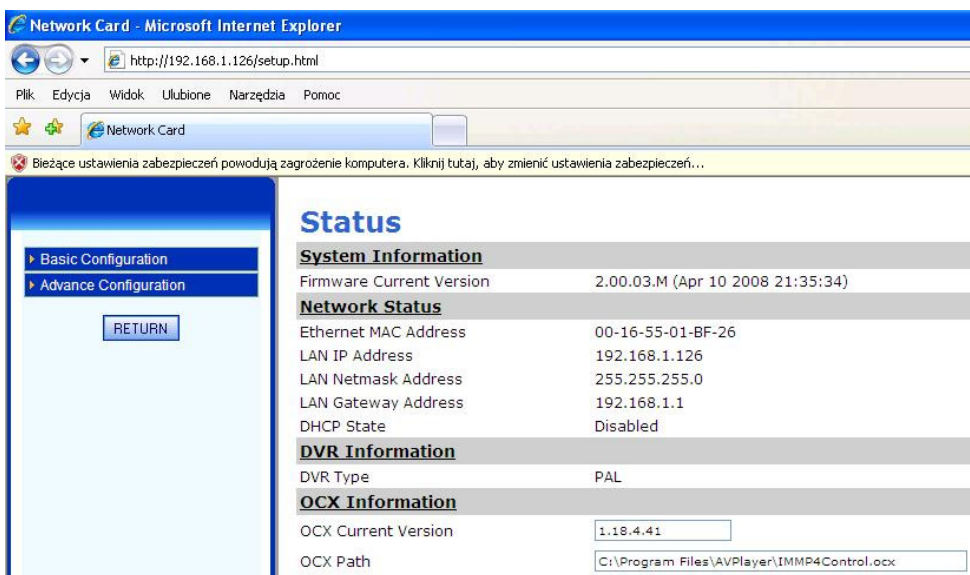 Network Card - Microsoft Internet Explorer
http://192.168.1.126/setup.html
Plik Edycja Widok Ulubione Narzędzia Pomoc
Network Card
Bieżące ustawienia zabezpieczeń powodują zagrożenie komputera. Kliknij tutaj, aby zmienić ustawienia zabezpieczeń...
Basic Configuration
Advance Configuration
RETURN
Status
System Information
Firmware Current Version 2.00.03.M (Apr 10 2008 21:35:34)
Network Status
Ethernet MAC Address 00-16-55-01-BF-26
LAN IP Address 192.168.1.126
LAN Netmask Address 255.255.255.0
LAN Gateway Address 192.168.1.1
DHCP State Disabled
DVR Information
DVR Type PAL
OCX Information
OCX Current Version 1.18.4.41
OCX Path C:\Program Files\AVPlayer\IMMP4Control.ocx